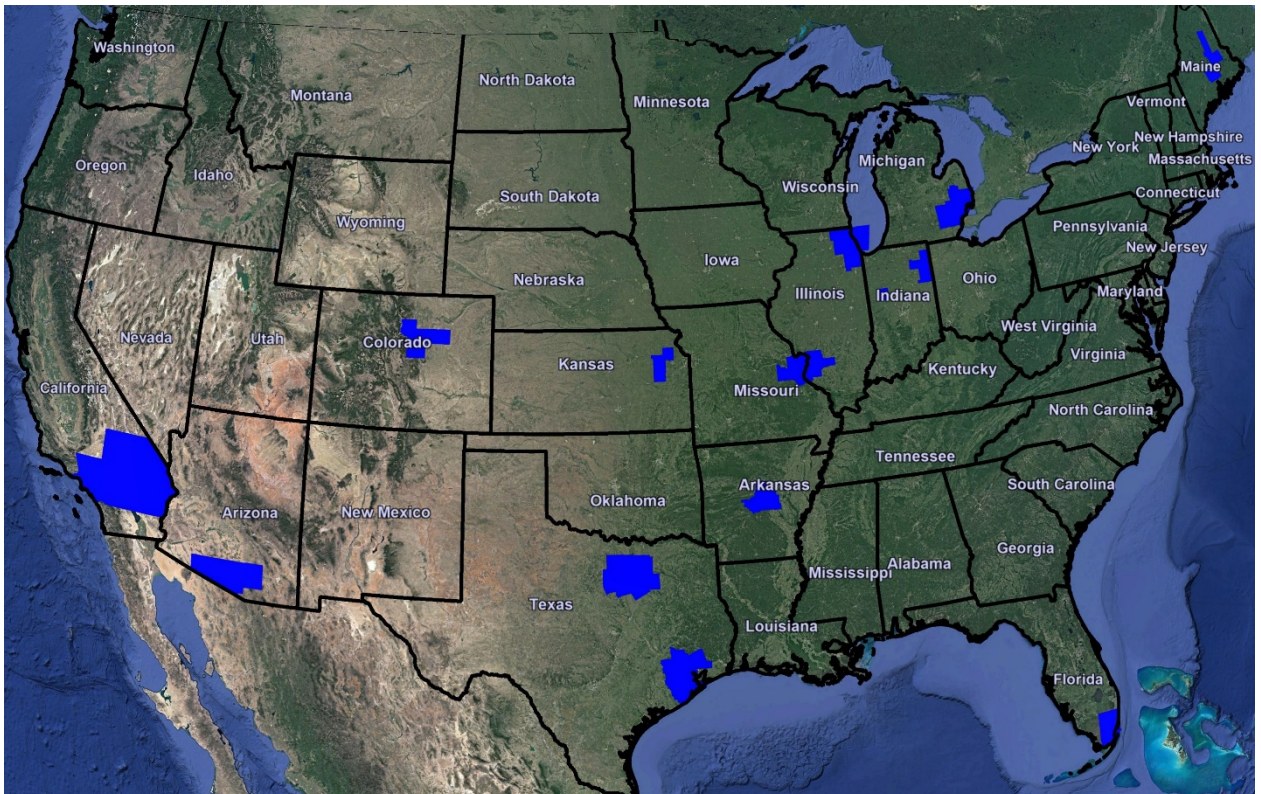 Washington
Montana
North Dakota
Minnesota
Maine
Vermont
New Hampshire
New York
Massachusetts
Oregon
Idaho
South Dakota
Wisconsin
Michigan
Connecticut
Wyoming
Pennsylvania
New Jersey
Nebraska
Iowa
Illinois
Indiana
Ohio
Maryland
West Virginia
Virginia
Nevada
Utah
Colorado
Kansas
Missouri
Kentucky
California
North Carolina
Tennessee
South Carolina
Arizona
New Mexico
Oklahoma
Arkansas
Mississippi
Alabama
Georgia
Texas
Louisiana
Florida